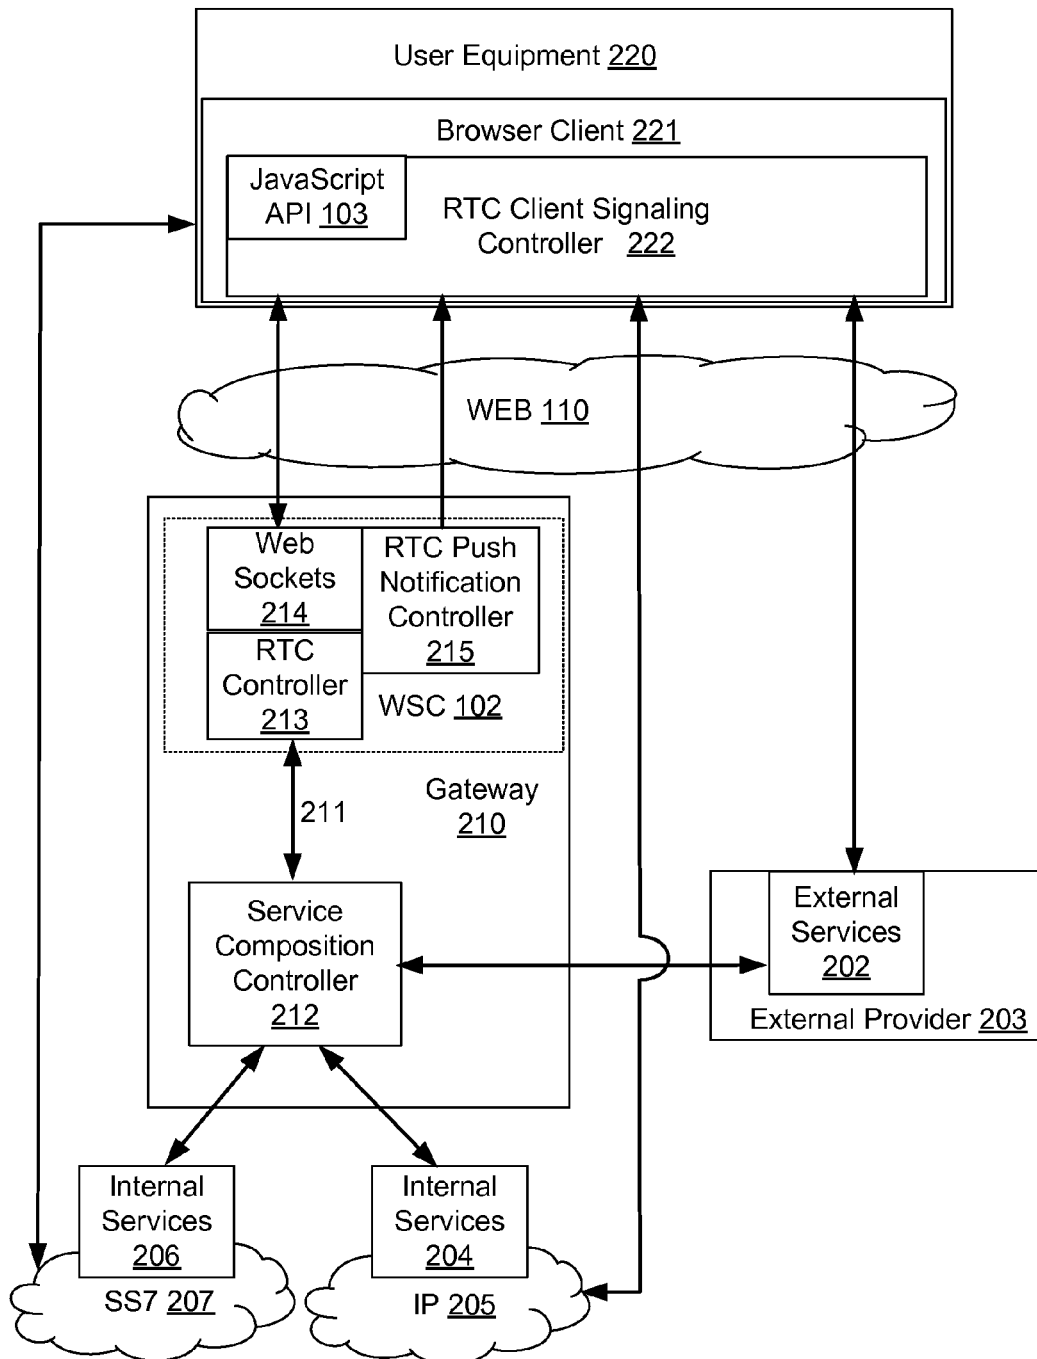 User Equipment 220
Browser Client 221
JavaScript
API 103
RTC Client Signaling
Controller 222
WEB 110
Web
Sockets
214
RTC Push
Notification
Controller
215
RTC
Controller
213
WSC 102
211
Gateway
210
Service
Composition
Controller
212
External
Services
202
External Provider 203
Internal
Services
206
SS7 207
Internal
Services
204
IP 205